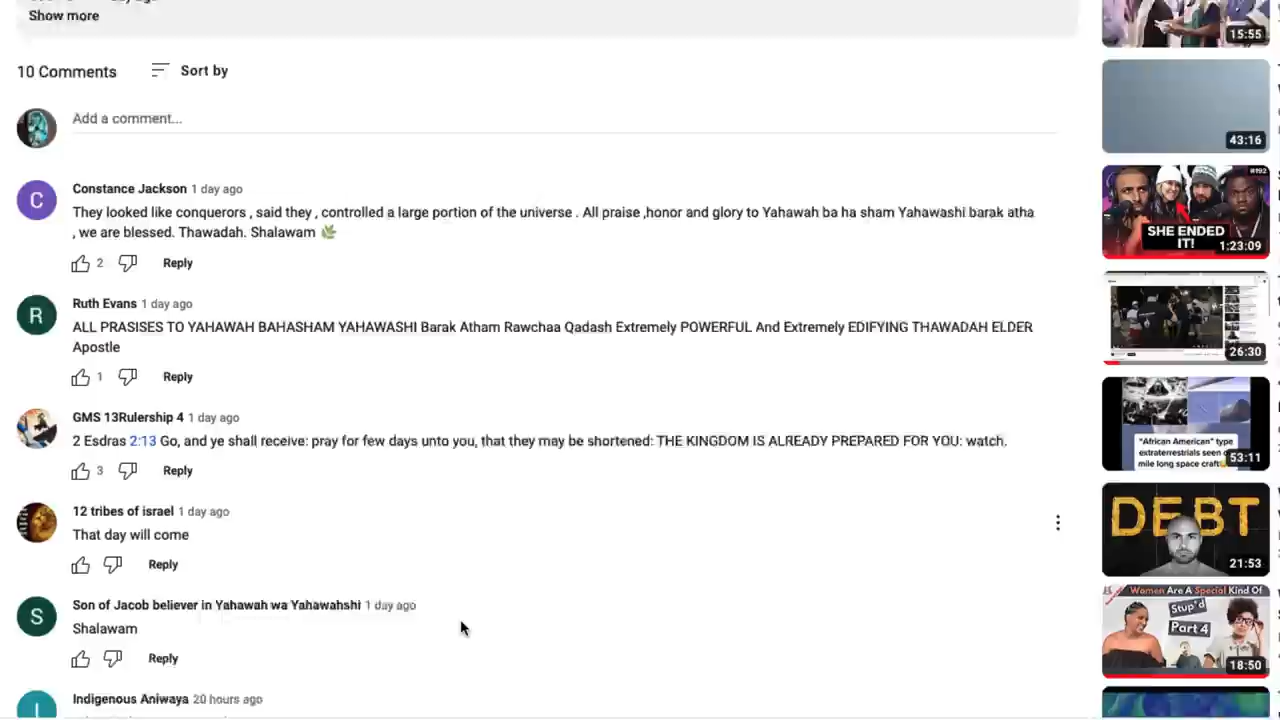 Show more
10 Comments
Sort by
Add a comment...
C
Constance Jackson 1 day ago
They looked like conquerors , said they , controlled a large portion of the universe . All praise ,honor and glory to Yahawah ba ha sham Yahawashi barak atha
, we are blessed. Thawadah. Shalawam 🌿
2
Reply
R
Ruth Evans 1 day ago
ALL PRASISES TO YAHAWAH BAHASHAM YAHAWASHI Barak Atham Rawchaa Qadash Extremely POWERFUL And Extremely EDIFYING THAWADAH ELDER
Apostle
1
Reply
GMS 13Rulership 4 1 day ago
2 Esdras 2:13 Go, and ye shall receive: pray for few days unto you, that they may be shortened: THE KINGDOM IS ALREADY PREPARED FOR YOU: watch.
3
Reply
12 tribes of israel 1 day ago
That day will come
Reply
S
Son of Jacob believer in Yahawah wa Yahawahshi 1 day ago
Shalawam
Reply
I
Indigenous Aniwaya 20 hours ago
15:55
43:16
#192
SHE ENDED
IT!
1:23:09
26:30
"African American" type
extraterrestrials seen
mile long space craft
53:11
DEBT
21:53
Women Are A Special Kind Of
Stup'd
Part 4
18:50